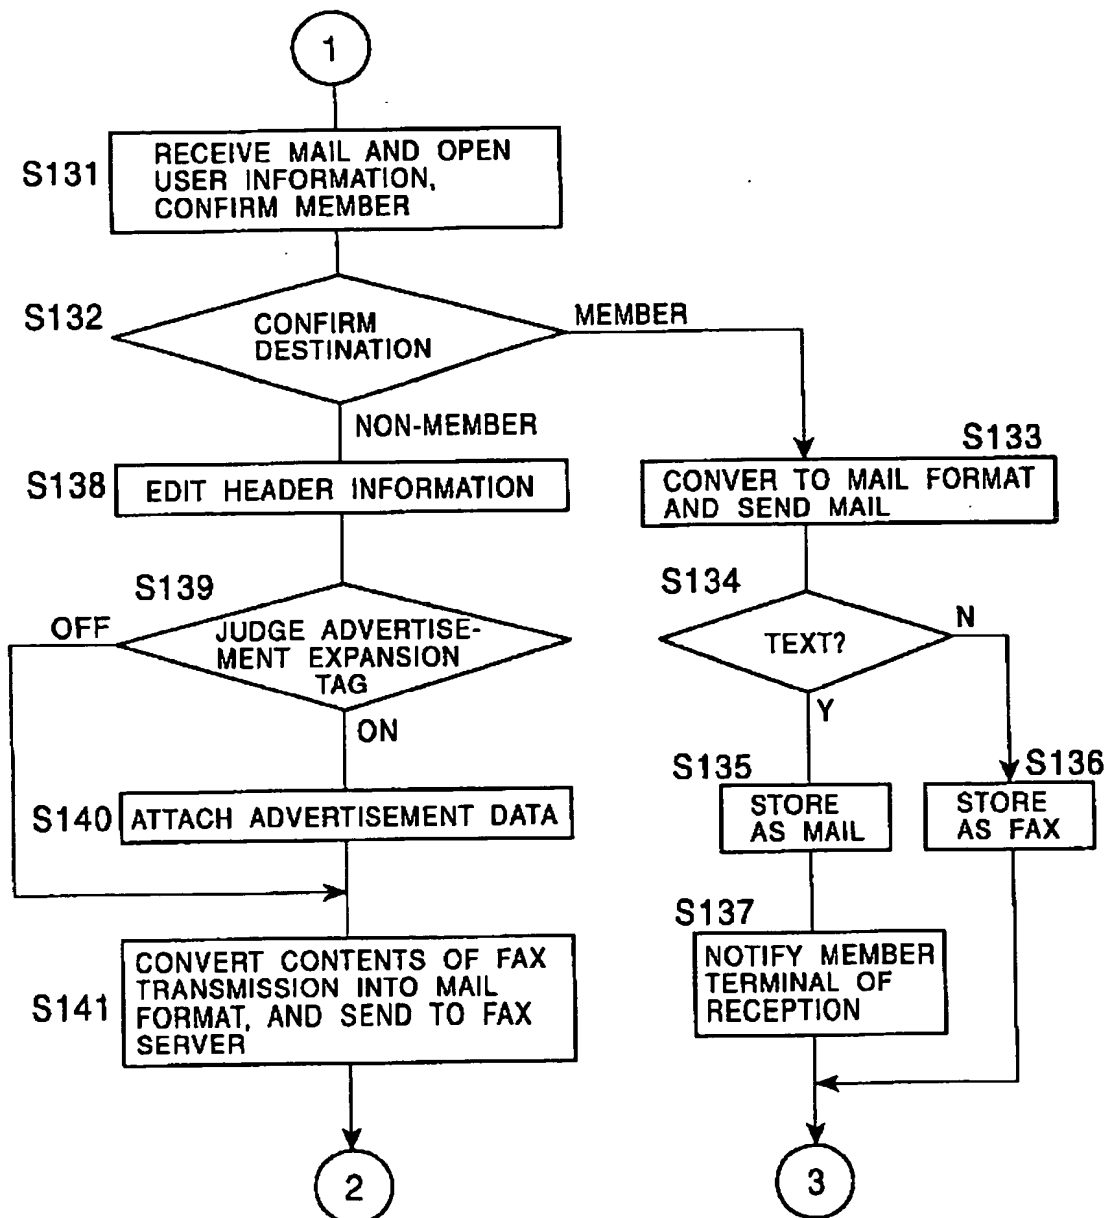 1
S131
RECEIVE MAIL AND OPEN
USER INFORMATION,
CONFIRM MEMBER
S132
CONFIRM
DESTINATION
MEMBER
NON-MEMBER
S138
EDIT HEADER INFORMATION
S139
OFF
JUDGE ADVERTISE-
MENT EXPANSION
TAG
ON
S140
ATTACH ADVERTISEMENT DATA
S141
CONVERT CONTENTS OF FAX
TRANSMISSION INTO MAIL
FORMAT, AND SEND TO FAX
SERVER
2
S133
CONVER TO MAIL FORMAT
AND SEND MAIL
S134
TEXT?
N
Y
S135
STORE
AS MAIL
S136
STORE
AS FAX
S137
NOTIFY MEMBER
TERMINAL OF
RECEPTION
3